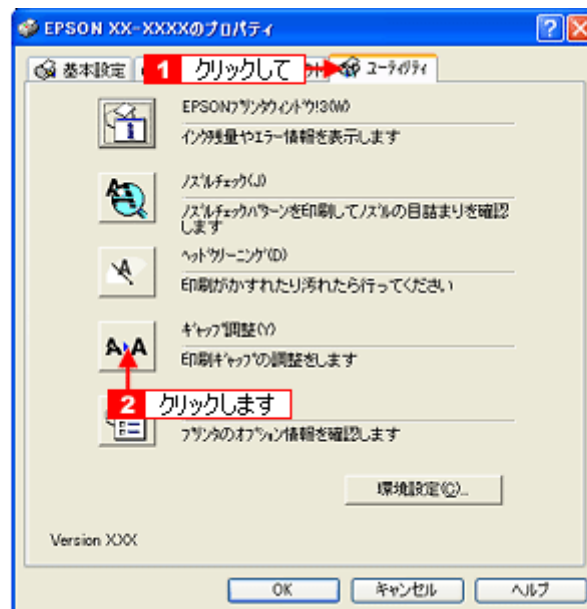 EPSON XX-XXXXのプロパティ
基本設定
1 クリックして
ユーティリティ
EPSONプリンタウィンドウ!3(W)
インク残量やエラー情報を表示します
ノズルチェック(J)
ノズルチェックパターンを印刷してノズルの目詰まりを確認
します
ヘッドクリーニング(D)
印刷がかすれたり汚れたら行ってください
ギャップ調整(Y)
印刷ギャップの調整をします
2 クリックします
プリンタのオプション情報を確認します
環境設定(C)...
Version XXX
OK
キャンセル
ヘルプ